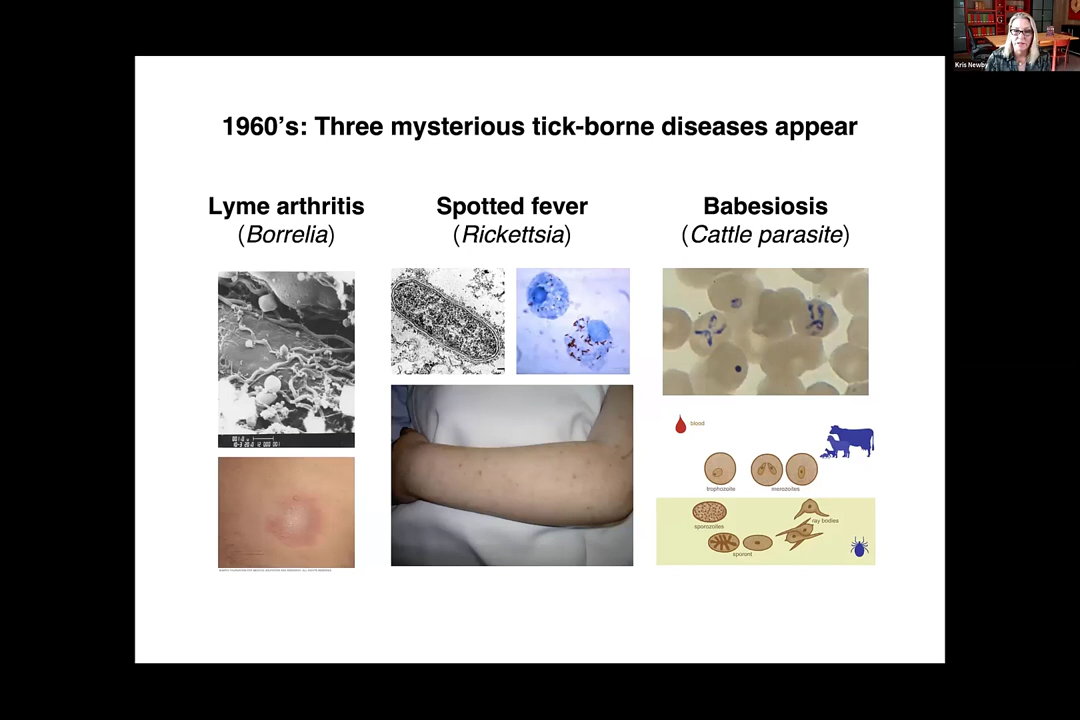 Kris Newby
1960's: Three mysterious tick-borne diseases appear
Lyme arthritis
(Borrelia)
Spotted fever
(Rickettsia)
Babesiosis
(Cattle parasite)
blood
trophozoite
merozoites
sporozoites
ray bodies
sporont